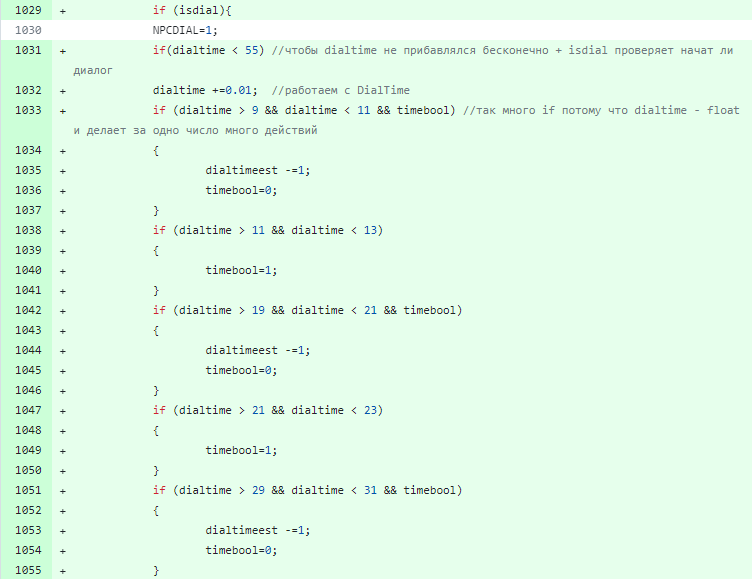 1029 + if (isdial){
1030 NPCDIAL=1;
1031 + if(dialtime < 55) //чтобы dialtime не прибавлялся бесконечно + isdial проверяет начат ли
диалог
1032 + dialtime +=0.01; //работаем с DialTime
1033 + if (dialtime > 9 && dialtime < 11 && timebool) //так много if потому что dialtime - float
и делает за одно число много действий
1034 + {
1035 + dialtimeest -=1;
1036 + timebool=0;
1037 + }
1038 + if (dialtime > 11 && dialtime < 13)
1039 + {
1040 + timebool=1;
1041 + }
1042 + if (dialtime > 19 && dialtime < 21 && timebool)
1043 + {
1044 + dialtimeest -=1;
1045 + timebool=0;
1046 + }
1047 + if (dialtime > 21 && dialtime < 23)
1048 + {
1049 + timebool=1;
1050 + }
1051 + if (dialtime > 29 && dialtime < 31 && timebool)
1052 + {
1053 + dialtimeest -=1;
1054 + timebool=0;
1055 + }